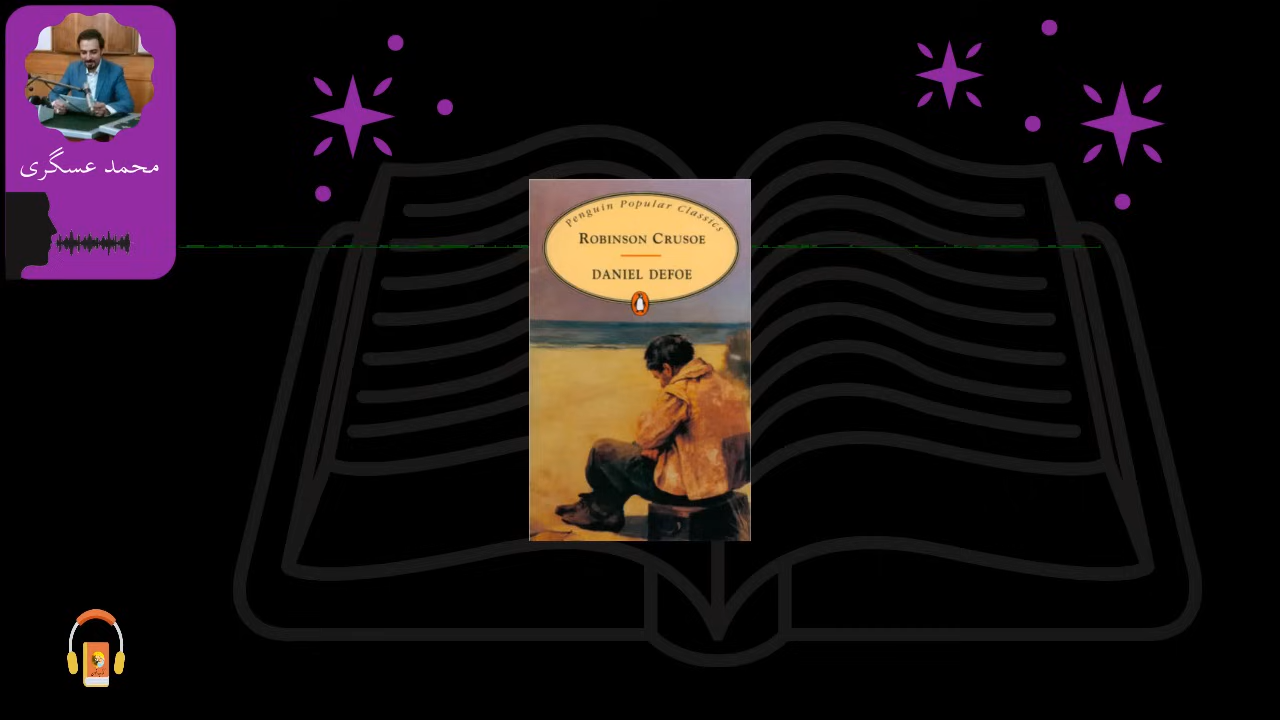 محمد عسگری
Penguin Popular Classics
ROBINSON CRUSOE
DANIEL DEFOE